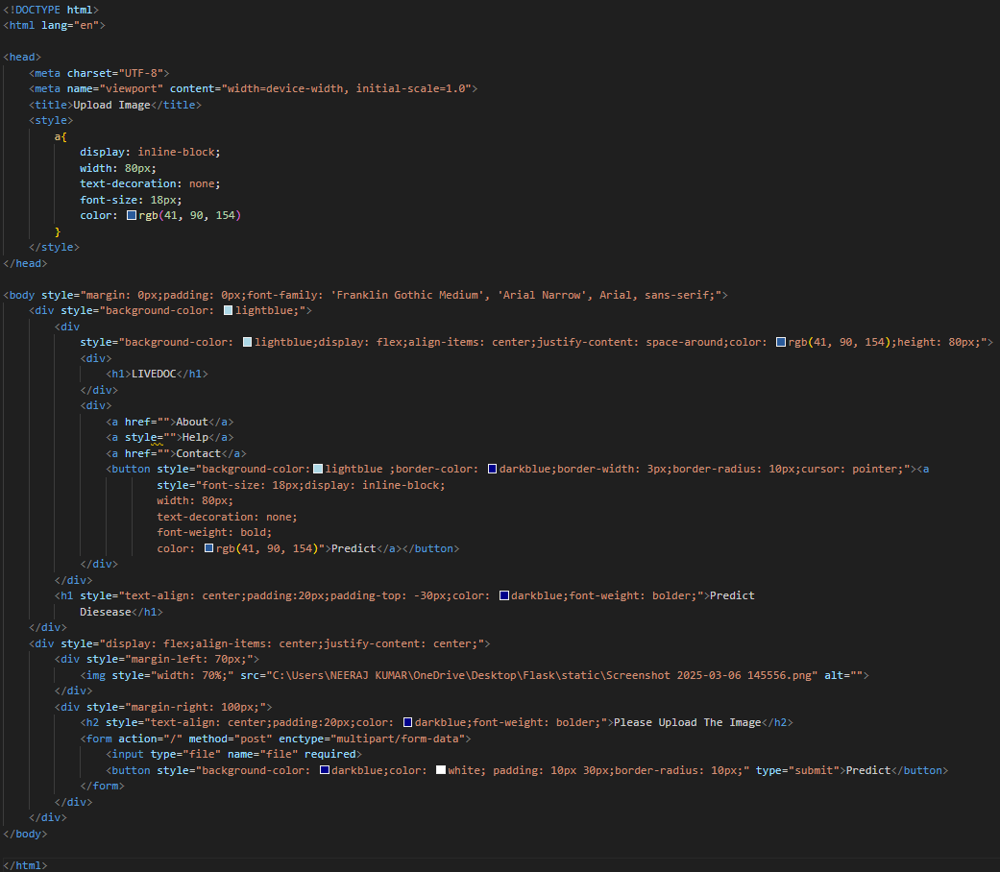 <!DOCTYPE html>
<html lang="en">
<head>
<meta charset="UTF-8">
<meta name="viewport" content="width=device-width, initial-scale=1.0">
<title>Upload Image</title>
<style>
a{
display: inline-block;
width: 80px;
text-decoration: none;
font-size: 18px;
color: rgb(41, 90, 154)
}
</style>
</head>
<body style="margin: 0px;padding: 0px;font-family: 'Franklin Gothic Medium', 'Arial Narrow', Arial, sans-serif;">
<div style="background-color: lightblue;">
<div
style="background-color: lightblue;display: flex;align-items: center;justify-content: space-around;color: rgb(41, 90, 154);height: 80px;">
<div>
<h1>LIVEDOC</h1>
</div>
<div>
<a href="">About</a>
<a style="">Help</a>
<a href="">Contact</a>
<button style="background-color: lightblue ;border-color: darkblue;border-width: 3px;border-radius: 10px;cursor: pointer;"><a
style="font-size: 18px;display: inline-block;
width: 80px;
text-decoration: none;
font-weight: bold;
color: rgb(41, 90, 154)">Predict</a></button>
</div>
</div>
<h1 style="text-align: center;padding:20px;padding-top: -30px;color: darkblue;font-weight: bolder;">Predict
Diesease</h1>
</div>
<div style="display: flex;align-items: center;justify-content: center;">
<div style="margin-left: 70px;">
<img style="width: 70%;" src="C:\Users\NEERAJ KUMAR\OneDrive\Desktop\Flask\static\Screenshot 2025-03-06 145556.png" alt="">
</div>
<div style="margin-right: 100px;">
<h2 style="text-align: center;padding:20px;color: darkblue;font-weight: bolder;">Please Upload The Image</h2>
<form action="/" method="post" enctype="multipart/form-data">
<input type="file" name="file" required>
<button style="background-color: darkblue;color: white; padding: 10px 30px;border-radius: 10px;" type="submit">Predict</button>
</form>
</div>
</div>
</body>
</html>